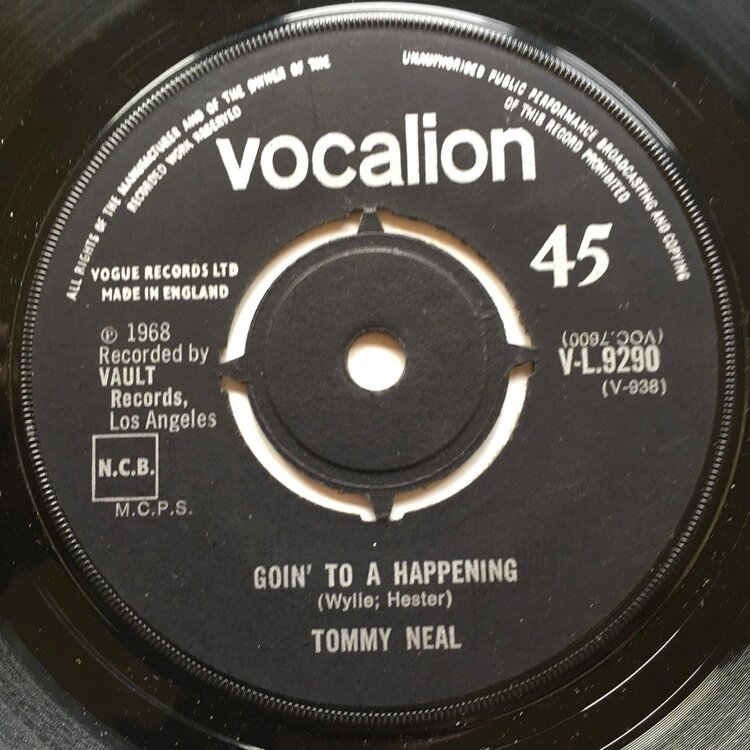 ALL RIGHTS OF THE MANUFACTURER AND OF THE OWNER OF THE
RECORDED WORK RESERVED
UNAUTHORISED PUBLIC PERFORMANCE BROADCASTING AND COPYING
OF THIS RECORD PROHIBITED
vocalion
45
VOGUE RECORDS LTD
MADE IN ENGLAND
℗ 1968
Recorded by
VAULT
Records,
Los Angeles
N.C.B.
M.C.P.S.
(VOC.7600)
V-L.9290
(V-938)
GOIN' TO A HAPPENING
(Wylie; Hester)
TOMMY NEAL